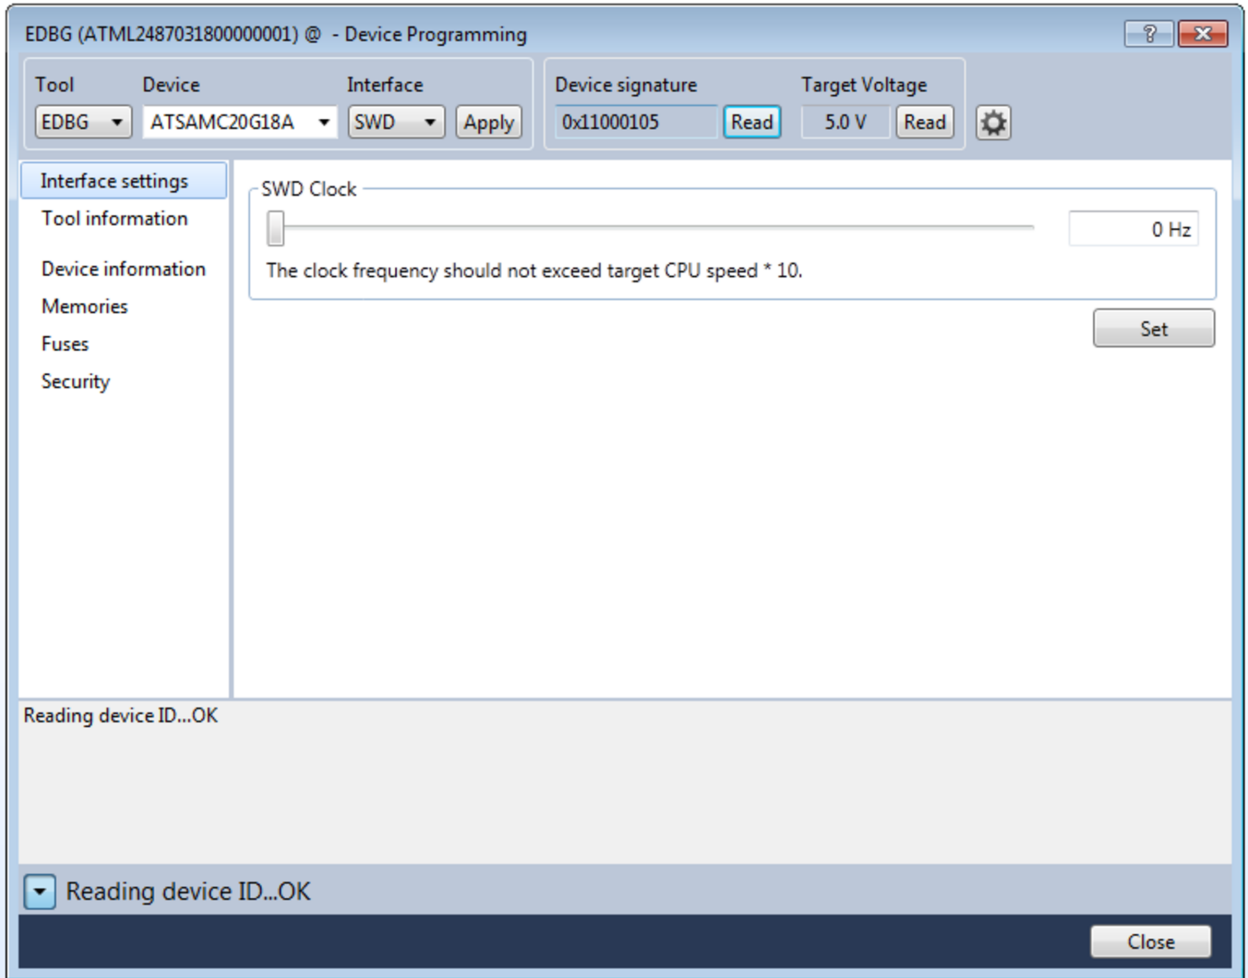 EDBG (ATML2487031800000001) @  - Device Programming
?
Tool Device Interface Device signature Target Voltage
EDBG ATSAMC20G18A SWD Apply 0x11000105 Read 5.0 V Read
Interface settings
Tool information
Device information
Memories
Fuses
Security
SWD Clock
0 Hz
The clock frequency should not exceed target CPU speed * 10.
Set
Reading device ID...OK
Reading device ID...OK
Close